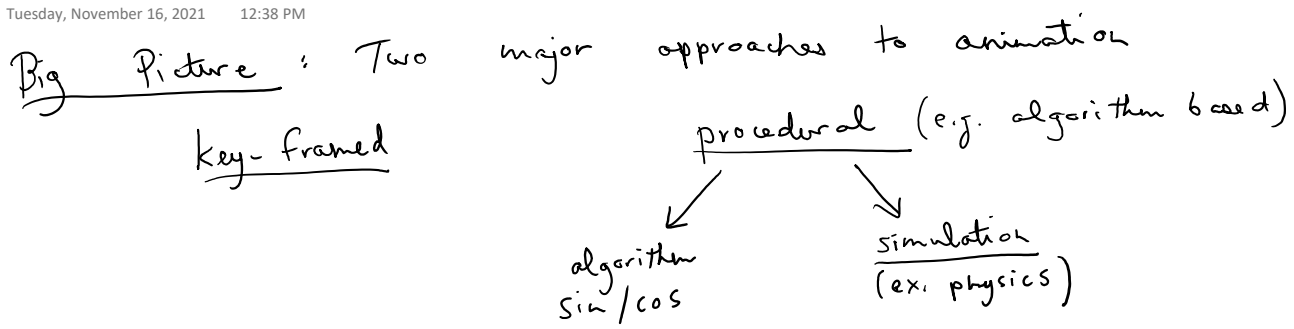 Tuesday, November 16, 2021 12:38 PM
Big Picture : Two major approaches to animation
key-framed procedural (e.g. algorithm based)
algorithm simulation
sin/cos (ex. physics)